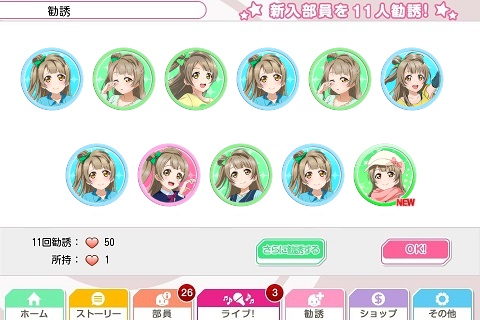 勧誘
新入部員を11人勧誘!
NEW
11回勧誘: 50
所持: 1
さらに勧誘する
OK!
26
3
ホーム
ストーリー
部員
ライブ!
勧誘
ショップ
その他